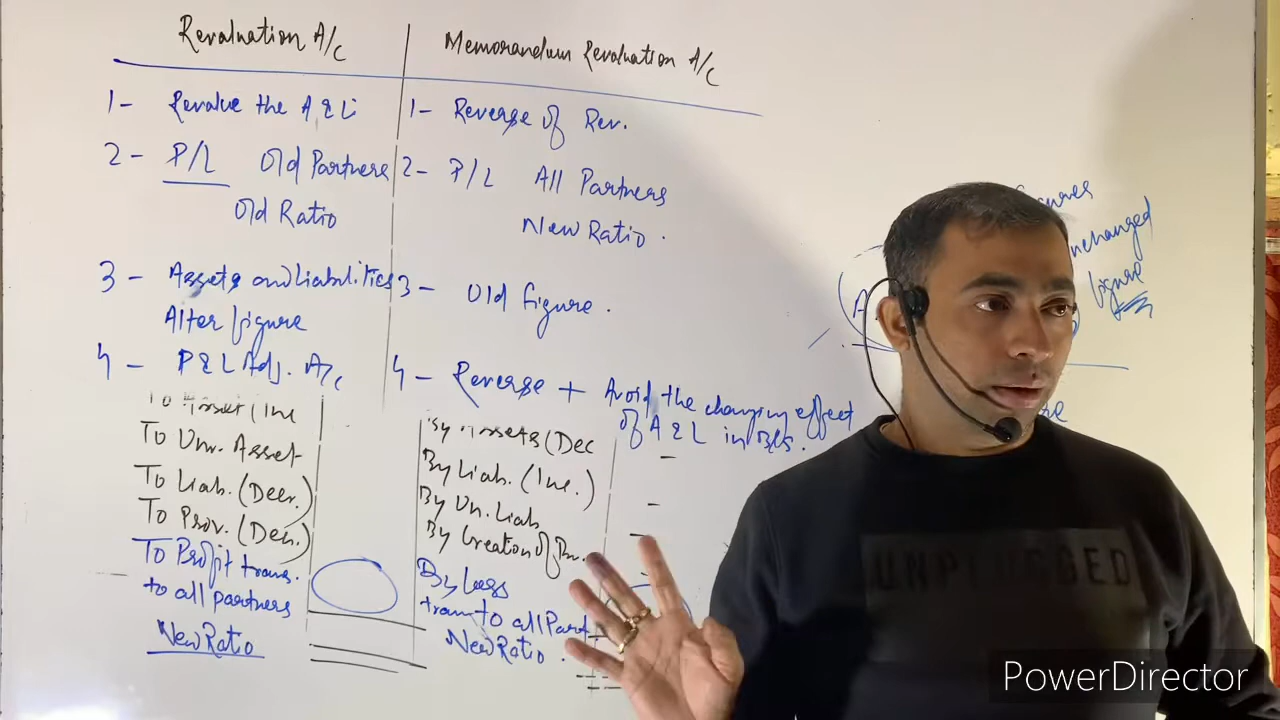 Revaluation A/c
Memorandum Revaluation A/c
1- Revalue the A & L
1- Reverse of Rev.
2- P/L Old Partners
Old Ratio
2- P/L All Partners
New Ratio.
3- Assets and Liabilities
Alter figure
3- Old figure.
4- P & L Adj. A/c
4- Reverse + Avoid the changing effect
of A & L in B/s.
To Asset (Inc
To Unr. Asset
To Liab. (Decr.)
To Prov. (Dec.)
To Profit trans.
to all partners
New Ratio
By Assets (Dec
By Liab. (Inc.)
By Un. Liab
By Creation of
By Loss
tran to all Part
New Ratio.
figure
UNPLUGGED
PowerDirector